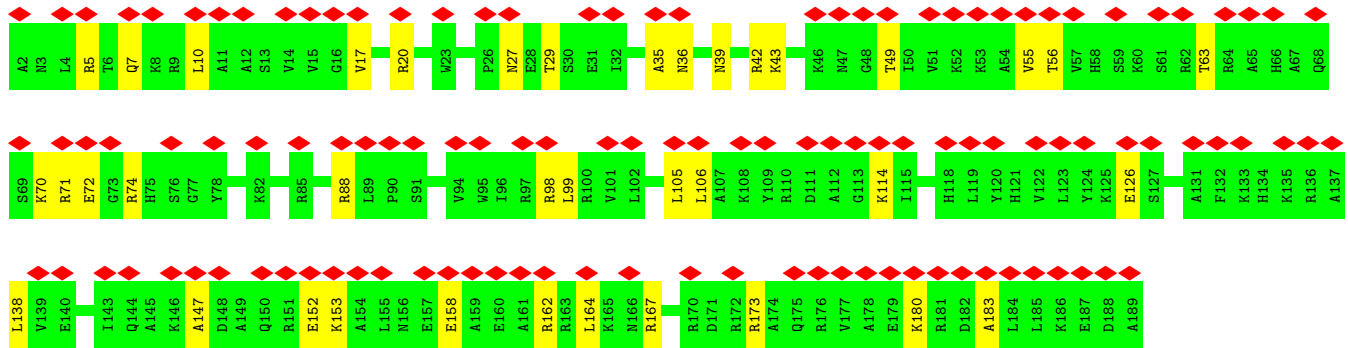 A2 N3 L4 R5 T6 Q7 K8 R9 L10 A11 A12 S13 V14 V15 G16 V17 R20 W23 P26 N27 E28 T29 S30 E31 I32 A35 N36 N39 R42 K43 K46 N47 G48 T49 I50 V51 K52 K53 A54 V55 T56 V57 H58 S59 K60 S61 R62 T63 R64 A65 H66 A67 Q68
S69 K70 R71 E72 G73 R74 H75 S76 G77 Y78 K82 R85 R88 L89 P90 S91 V94 W95 I96 R97 R98 L99 R100 V101 L102 L105 L106 A107 K108 Y109 R110 D111 A112 G113 K114 I115 H118 L119 Y120 H121 V122 L123 Y124 K125 E126 S127 A131 F132 K133 H134 K135 R136 A137
L138 V139 E140 I143 Q144 A145 K146 A147 D148 A149 Q150 R151 E152 K153 A154 L155 N156 E157 E158 A159 E160 A161 R162 R163 L164 K165 N166 R167 R170 D171 R172 R173 A174 Q175 R176 V177 A178 E179 K180 R181 D182 A183 L184 L185 K186 E187 D188 A189